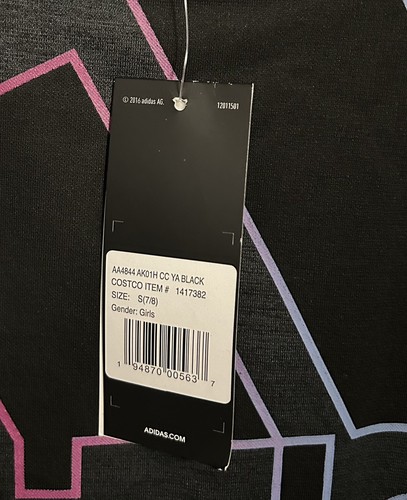 © 2016 adidas AG. 12011501
AA4844 AK01H CC YA BLACK
COSTCO ITEM # 1417382
SIZE: S(7/8)
Gender: Girls
1 94870 00563 7
ADIDAS.COM